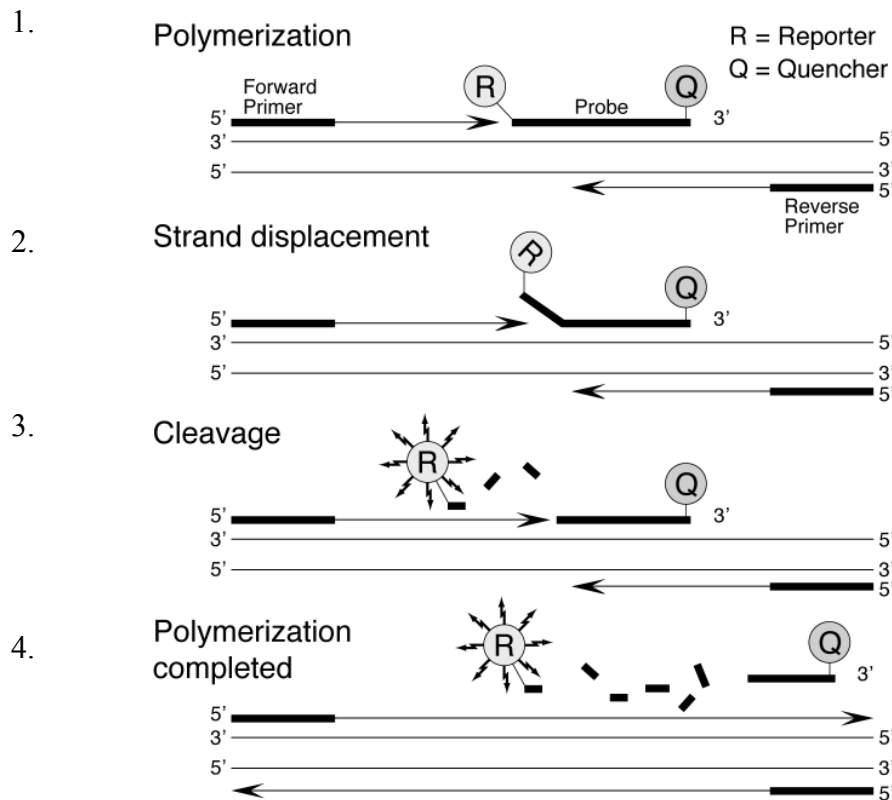 1.
Polymerization
R = Reporter
Q = Quencher
Forward
Primer
R
Q
5’
Probe
3’
3’
5’
5’
3’
5’
Reverse
Primer
2.
Strand displacement
R
Q
5’
3’
3’
5’
5’
3’
5’
3.
Cleavage
R
Q
5’
3’
3’
5’
5’
3’
5’
4.
Polymerization
completed
R
Q
3’
5’
3’
5’
5’
3’
5’